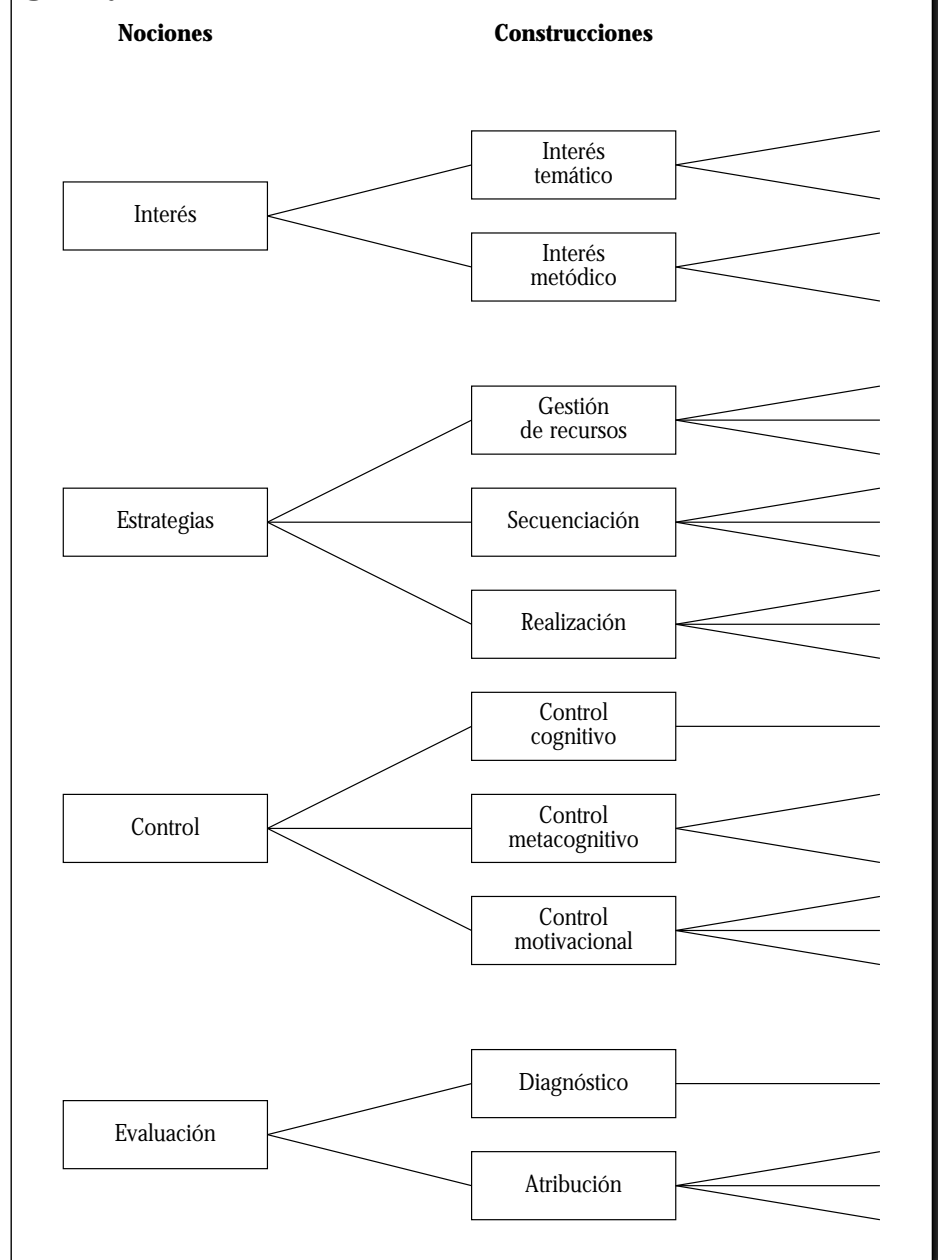 Nociones
Construcciones
Interés
Interés
temático
Interés
metódico
Estrategias
Gestión
de recursos
Secuenciación
Realización
Control
Control
cognitivo
Control
metacognitivo
Control
motivacional
Evaluación
Diagnóstico
Atribución